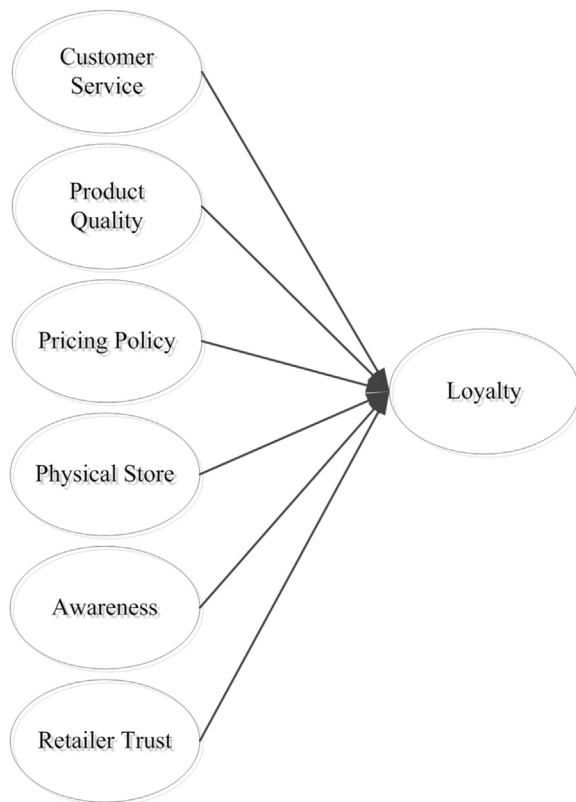 Customer
Service
Product
Quality
Pricing Policy
Loyalty
Physical Store
Awareness
Retailer Trust